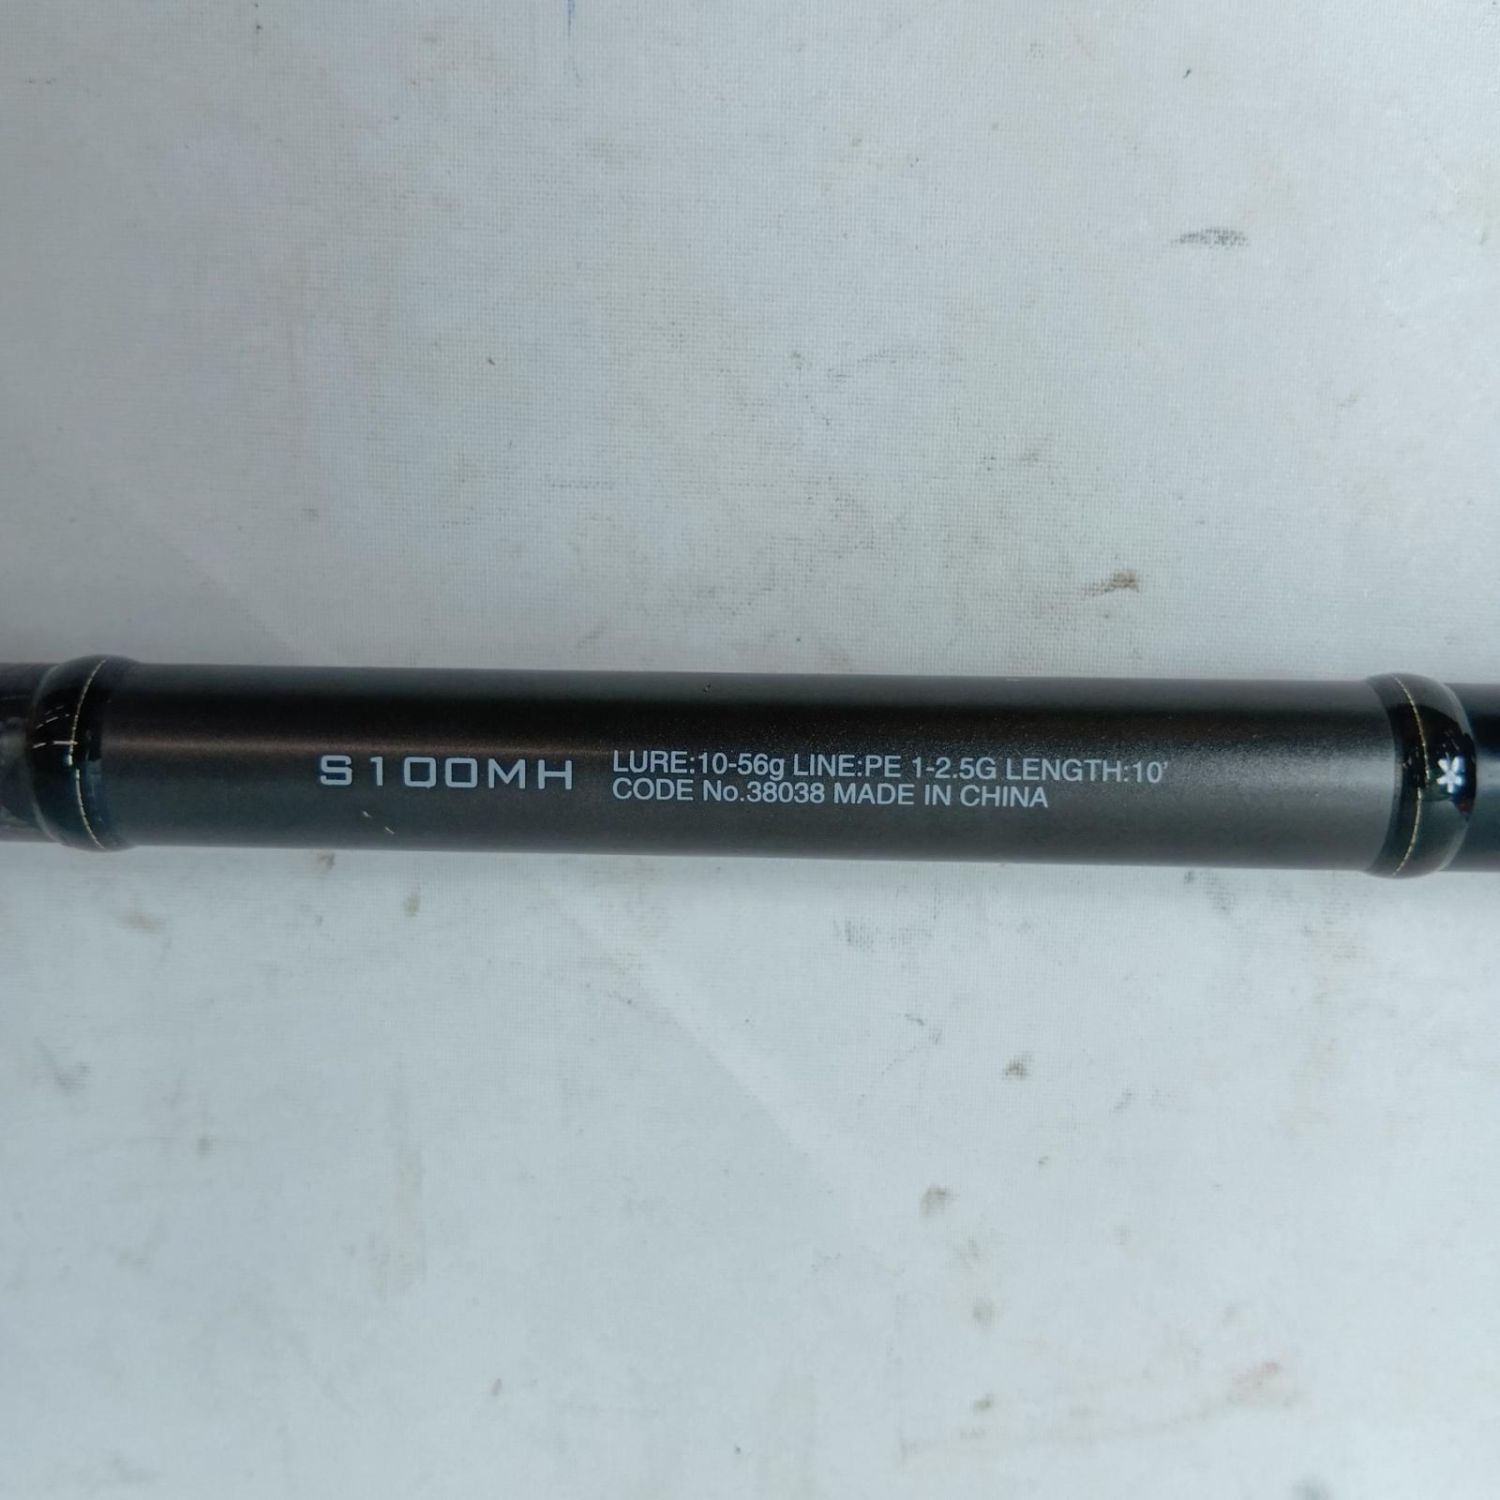 S100MH
LURE:10-56g LINE:PE 1-2.5G LENGTH:10'
CODE No.38038 MADE IN CHINA